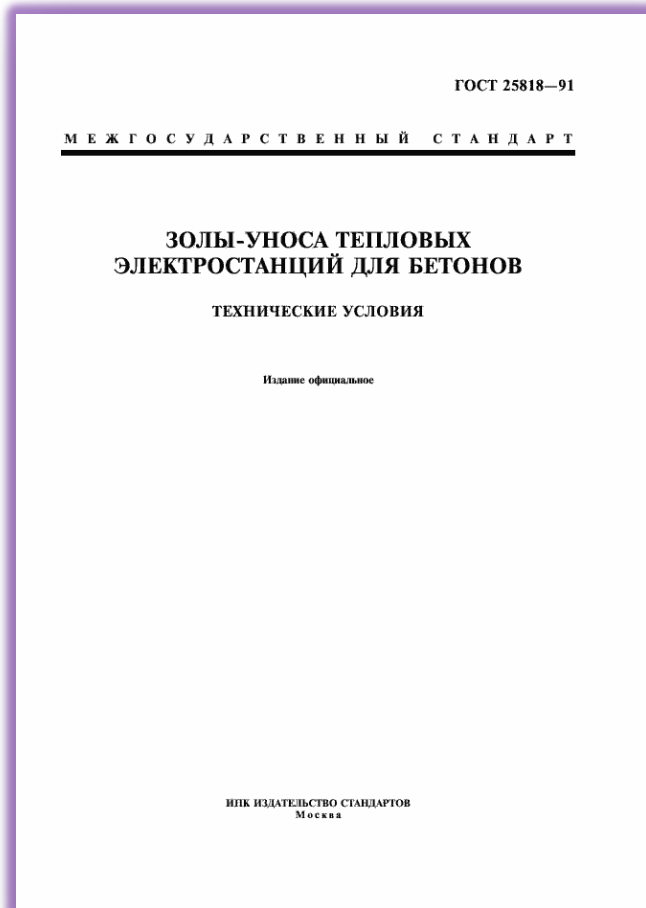 ГОСТ 25818—91
МЕЖГОСУДАРСТВЕННЫЙ СТАНДАРТ
ЗОЛЫ-УНОСА ТЕПЛОВЫХ
ЭЛЕКТРОСТАНЦИЙ ДЛЯ БЕТОНОВ
ТЕХНИЧЕСКИЕ УСЛОВИЯ
Издание официальное
ИПК ИЗДАТЕЛЬСТВО СТАНДАРТОВ
Москва